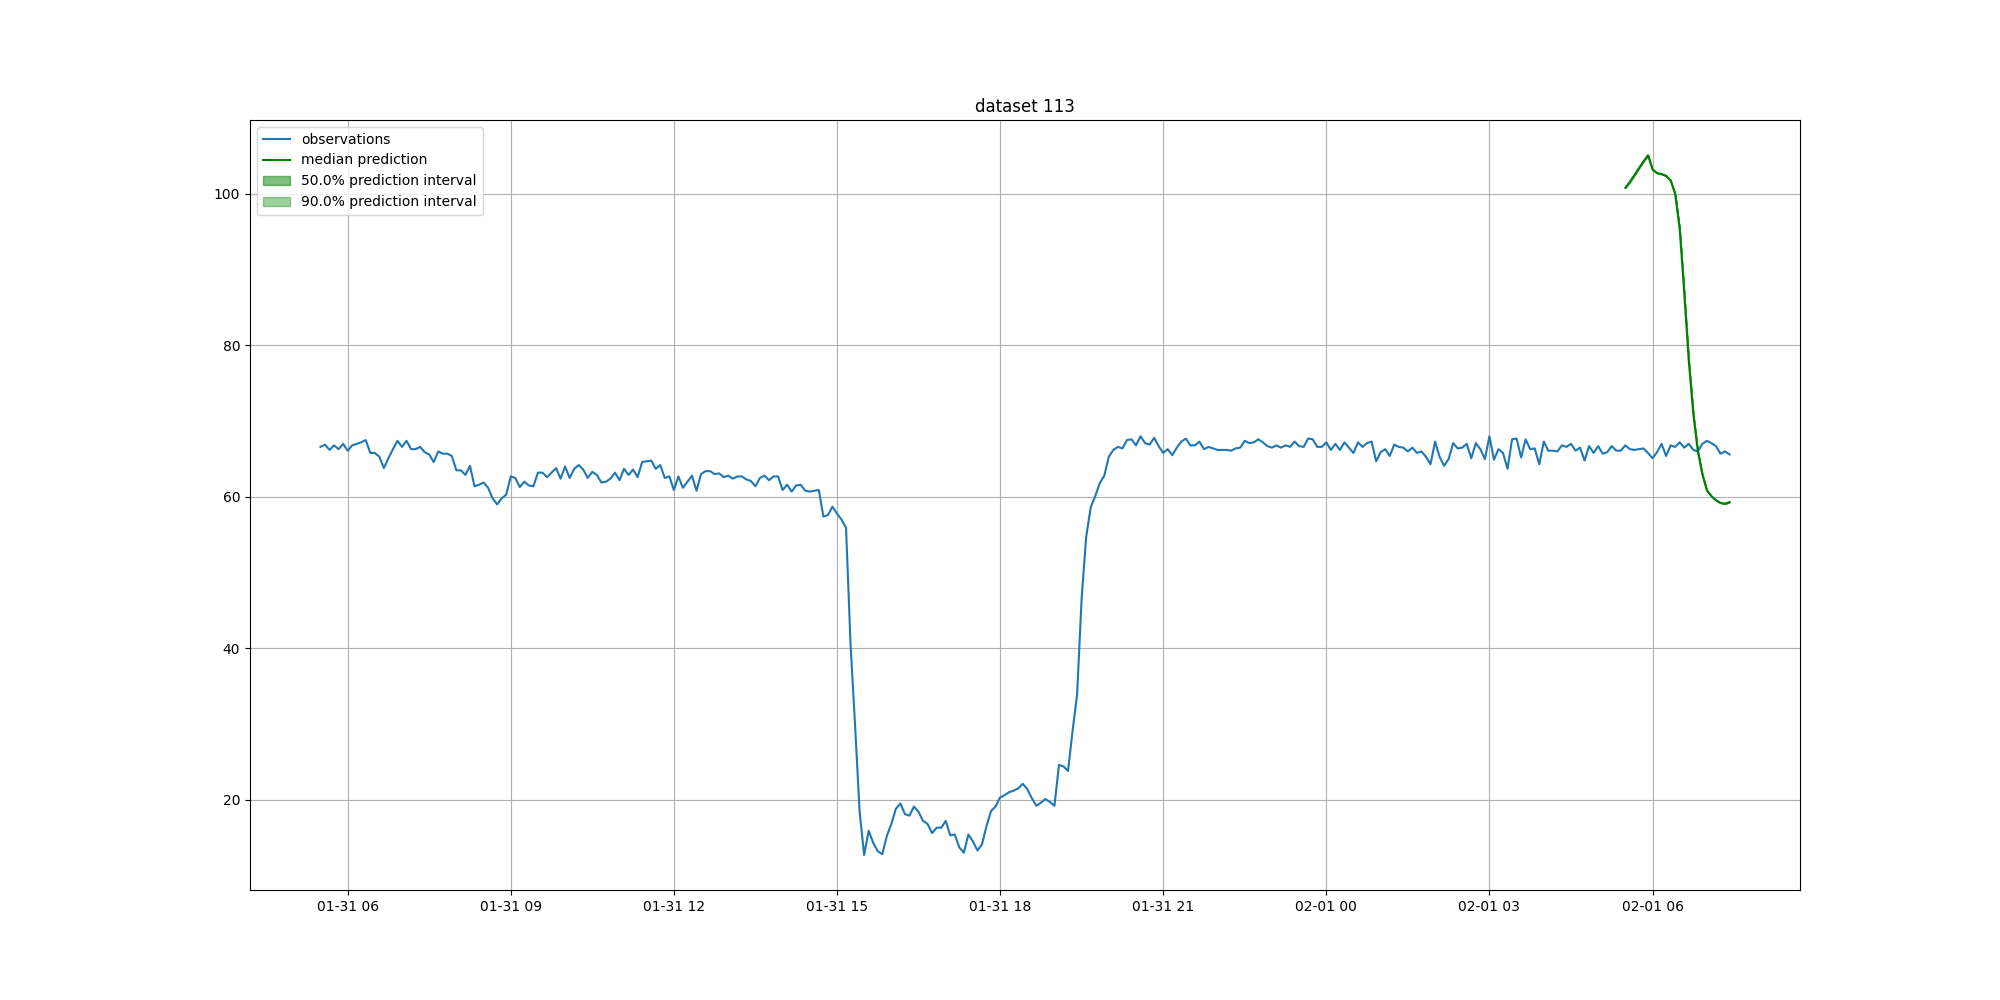 dataset 113
observations
median prediction
50.0% prediction interval
90.0% prediction interval
100
80
60
40
20
01-31 06
01-31 09
01-31 12
01-31 15
01-31 18
01-31 21
02-01 00
02-01 03
02-01 06